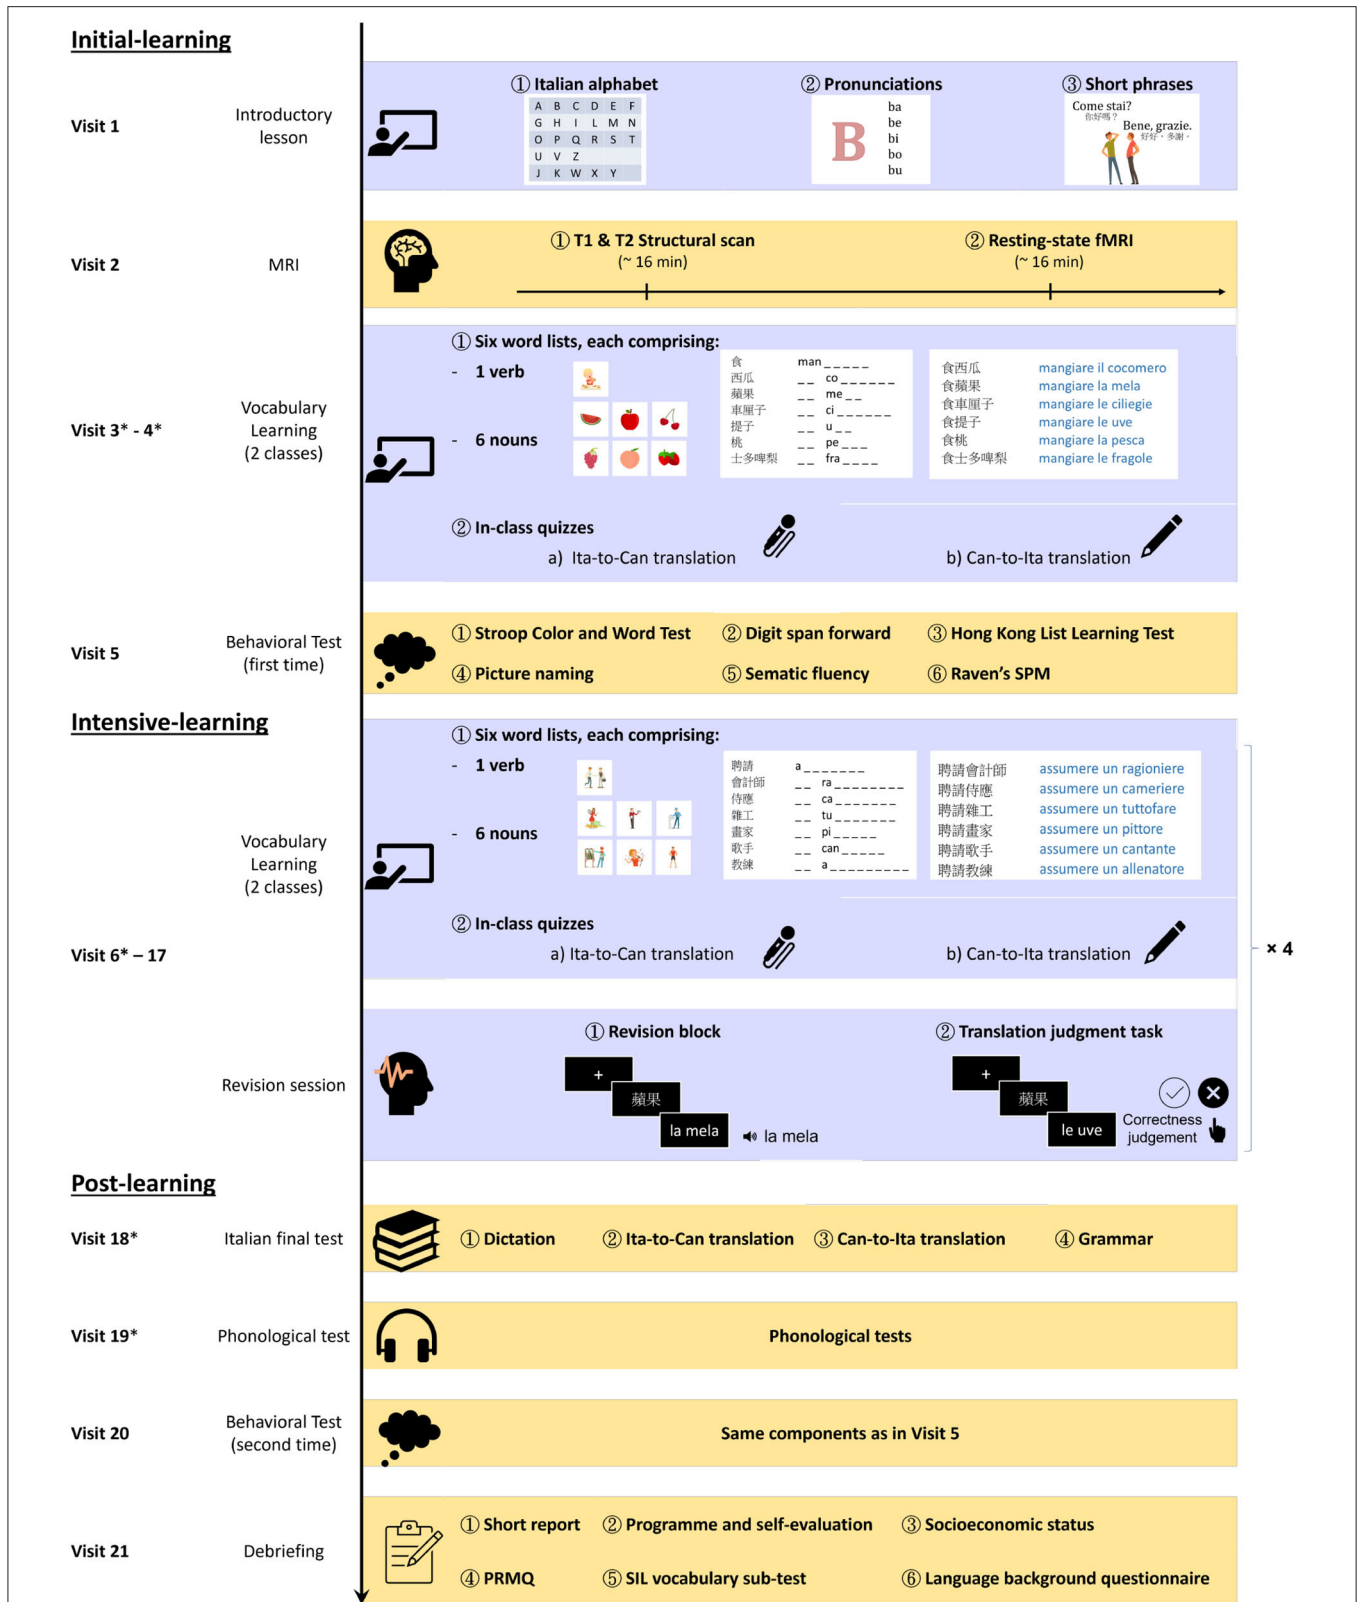 Initial-learning
Visit 1
Introductory
lesson
① Italian alphabet
A B C D E F
G H I L M N
O P Q R S T
U V Z
J K W X Y
② Pronunciations
B
ba
be
bi
bo
bu
③ Short phrases
Come stai?
你好嗎？
Bene, grazie.
好好，多謝。
Visit 2
MRI
① T1 & T2 Structural scan
(~ 16 min)
② Resting-state fMRI
(~ 16 min)
Visit 3* - 4*
Vocabulary
Learning
(2 classes)
① Six word lists, each comprising:
- 1 verb
- 6 nouns
食 man _ _ _ _ _
西瓜 _ _ co _ _ _ _ _ _
蘋果 _ _ me _ _
車厘子 _ _ ci _ _ _ _ _ _
提子 _ _ u _ _
桃 _ _ pe _ _ _
士多啤梨 _ _ fra _ _ _ _
食西瓜 mangiare il cocomero
食蘋果 mangiare la mela
食車厘子 mangiare le ciliegie
食提子 mangiare le uve
食桃 mangiare la pesca
食士多啤梨 mangiare le fragole
② In-class quizzes
a) Ita-to-Can translation
b) Can-to-Ita translation
Visit 5
Behavioral Test
(first time)
① Stroop Color and Word Test
② Digit span forward
③ Hong Kong List Learning Test
④ Picture naming
⑤ Sematic fluency
⑥ Raven's SPM
Intensive-learning
Visit 6* – 17
Vocabulary
Learning
(2 classes)
① Six word lists, each comprising:
- 1 verb
- 6 nouns
聘請 a _ _ _ _ _ _ _
會計師 _ _ ra _ _ _ _ _ _ _ _
侍應 _ _ ca _ _ _ _ _ _ _
雜工 _ _ tu _ _ _ _ _ _ _
畫家 _ _ pi _ _ _ _ _
歌手 _ _ can _ _ _ _ _
教練 _ _ a _ _ _ _ _ _ _ _ _
聘請會計師 assumere un ragioniere
聘請侍應 assumere un cameriere
聘請雜工 assumere un tuttofare
聘請畫家 assumere un pittore
聘請歌手 assumere un cantante
聘請教練 assumere un allenatore
② In-class quizzes
a) Ita-to-Can translation
b) Can-to-Ita translation
× 4
Revision session
① Revision block
+
蘋果
la mela
la mela
② Translation judgment task
+
蘋果
le uve
Correctness
judgement
Post-learning
Visit 18*
Italian final test
① Dictation
② Ita-to-Can translation
③ Can-to-Ita translation
④ Grammar
Visit 19*
Phonological test
Phonological tests
Visit 20
Behavioral Test
(second time)
Same components as in Visit 5
Visit 21
Debriefing
① Short report
② Programme and self-evaluation
③ Socioeconomic status
④ PRMQ
⑤ SIL vocabulary sub-test
⑥ Language background questionnaire